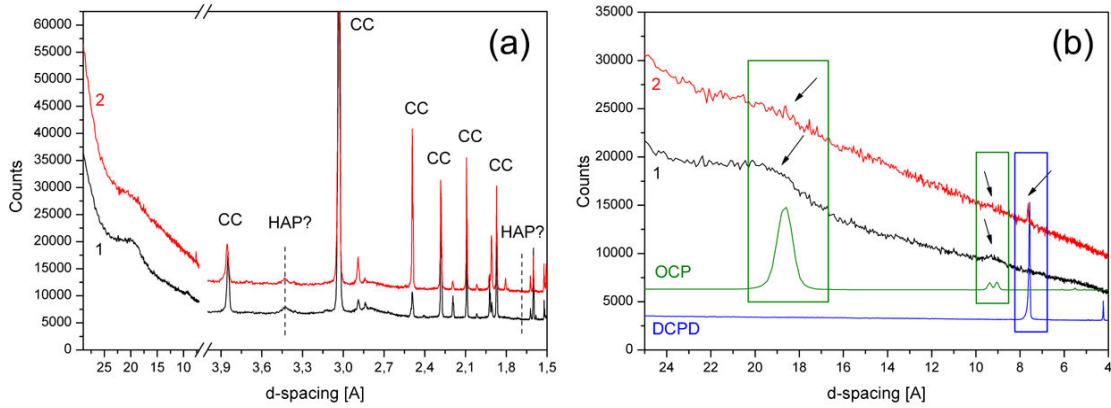 (a)
CC
CC
HAP?
CC
CC
CC
CC
HAP?
2
1
65000
60000
55000
50000
45000
40000
35000
30000
25000
20000
15000
10000
5000
0
Counts
25 20 15 10 3,9 3,6 3,3 3,0 2,7 2,4 2,1 1,8 1,5
d-spacing [A]
(b)
2
1
OCP
DCPD
35000
30000
25000
20000
15000
10000
5000
0
Counts
24 22 20 18 16 14 12 10 8 6 4
d-spacing [A]